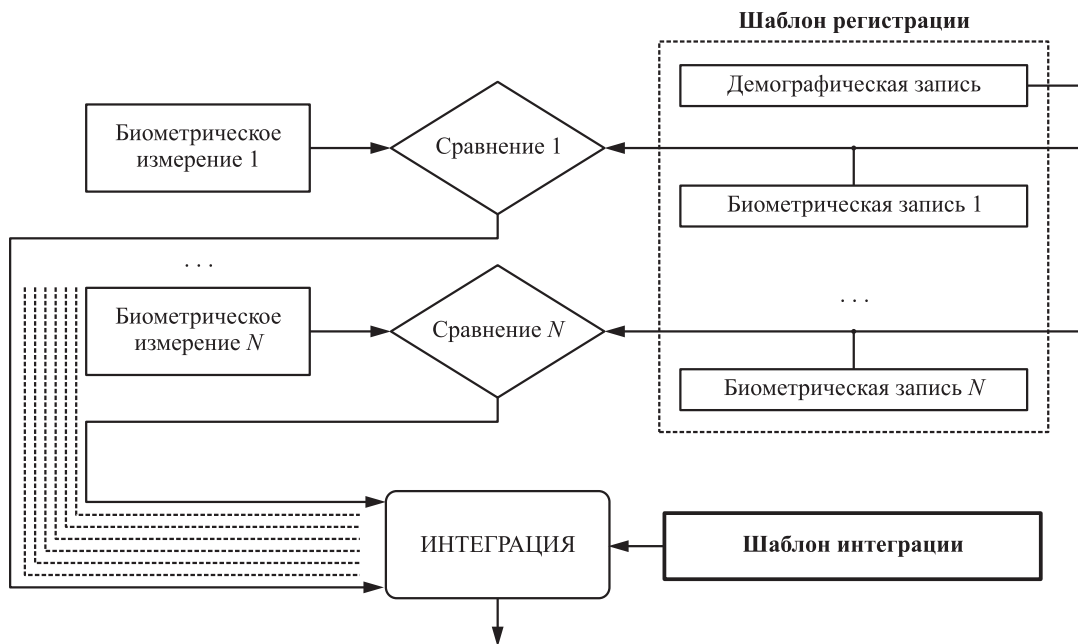 Шаблон регистрации
Демографическая запись
Биометрическое
измерение 1
Сравнение 1
Биометрическая запись 1
. . .
. . .
Биометрическое
измерение N
Сравнение N
Биометрическая запись N
ИНТЕГРАЦИЯ
Шаблон интеграции